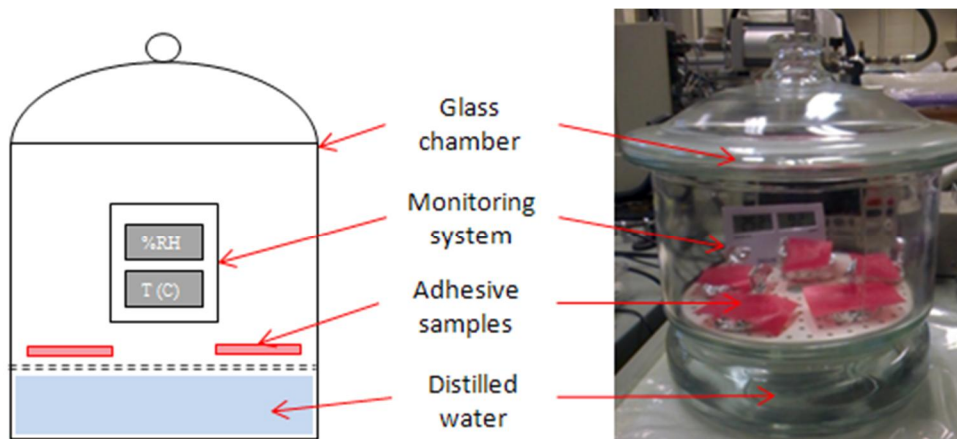 Glass
chamber
Monitoring
system
%RH
T (C)
Adhesive
samples
Distilled
water